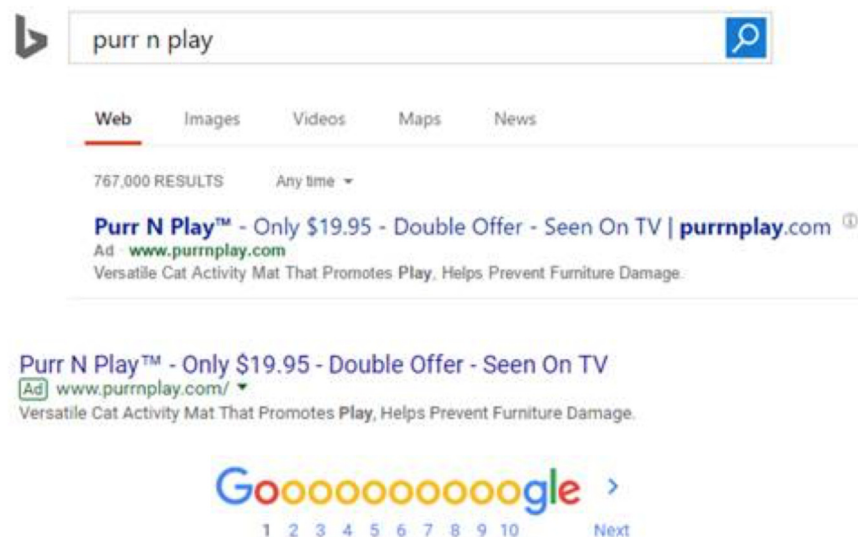 purr n play
Web Images Videos Maps News
767,000 RESULTS Any time
Purr N Play™ - Only $19.95 - Double Offer - Seen On TV | purrnplay.com
Ad · www.purrnplay.com
Versatile Cat Activity Mat That Promotes Play, Helps Prevent Furniture Damage.
Purr N Play™ - Only $19.95 - Double Offer - Seen On TV
Ad www.purrnplay.com/
Versatile Cat Activity Mat That Promotes Play, Helps Prevent Furniture Damage.
Goooooooooogle >
1 2 3 4 5 6 7 8 9 10 Next